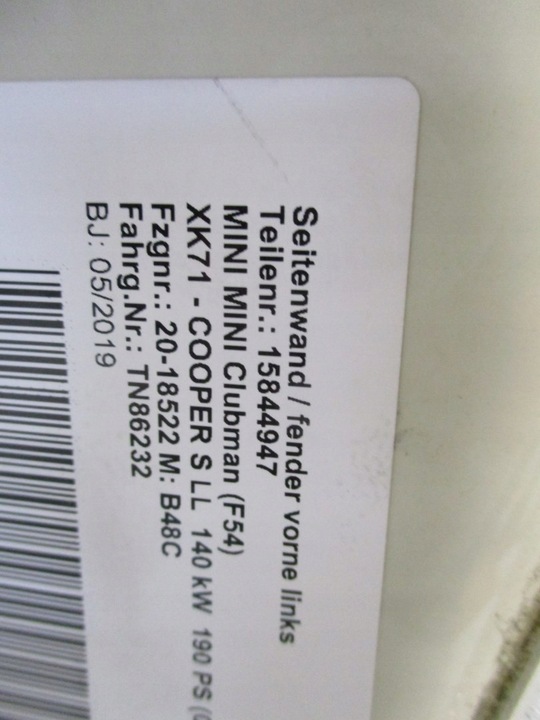 Seitenwand / fender vorne links
Teilenr.: 15844947
MINI MINI Clubman (F54)
XK71 - COOPER S LL 140 kW 190 PS (
Fzgnr.: 20-18522 M: B48C
Fahrg.Nr.: TN86232
BJ: 05/2019